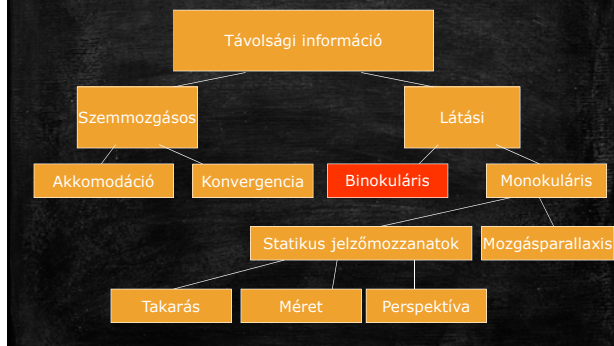 Távolsági információ
Szemmozgásos
Látási
Akkomodáció
Konvergencia
Binokuláris
Monokuláris
Statikus jelzőmozzanatok
Mozgásparallaxis
Takarás
Méret
Perspektíva